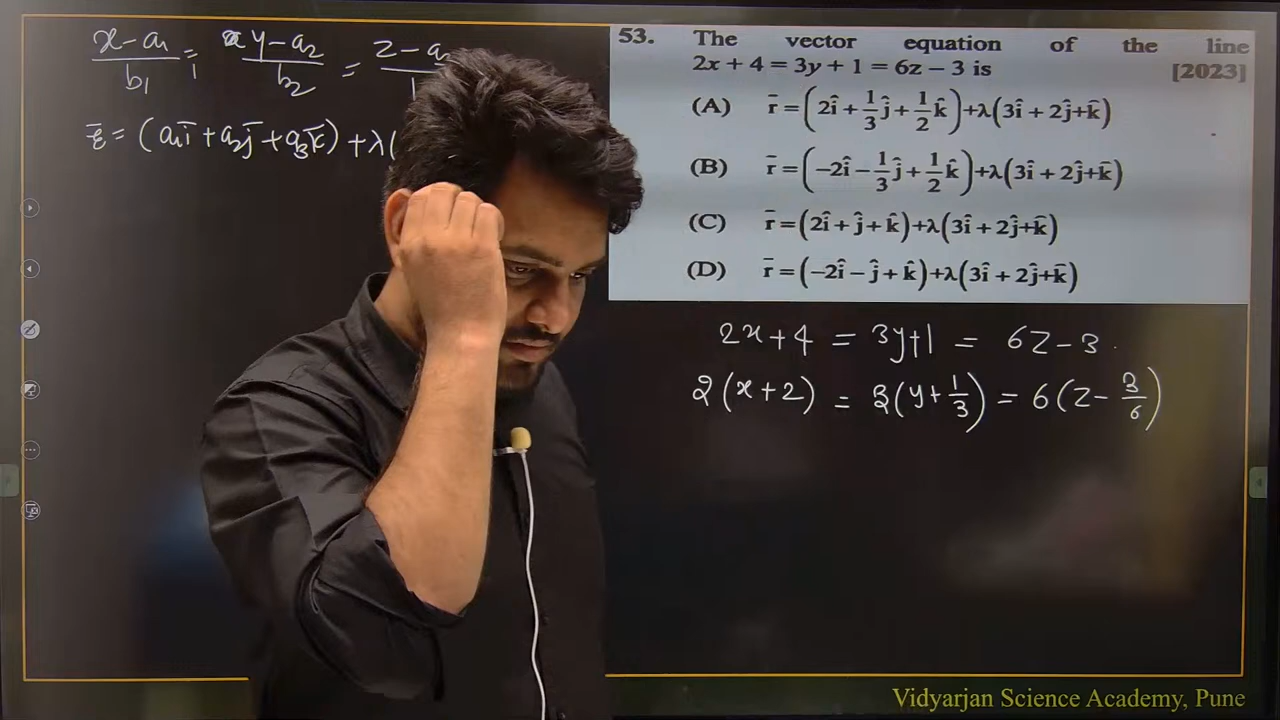 x-a₁/b₁ = y-a₂/b₂ = z-a
r̄ = (a₁ī + a₂j̄ + a₃k̄) + λ(
53. The vector equation of the line
2x + 4 = 3y + 1 = 6z – 3 is [2023]
(A) r̄ = (2î + 1/3 ĵ + 1/2 k̂) + λ(3î + 2ĵ + k̄)
(B) r̄ = (–2î – 1/3 ĵ + 1/2 k̂) + λ(3î + 2ĵ + k̄)
(C) r̄ = (2î + ĵ + k̂) + λ(3î + 2ĵ + k̄)
(D) r̄ = (–2î – ĵ + k̂) + λ(3î + 2ĵ + k̄)
2x + 4 = 3y + 1 = 6z – 3
2(x + 2) = 3(y + 1/3) = 6(z – 3/6)
Vidyarjan Science Academy, Pune